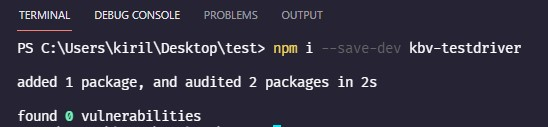 TERMINAL DEBUG CONSOLE PROBLEMS OUTPUT
PS C:\Users\kiril\Desktop\test> npm i --save-dev kbv-testdriver
added 1 package, and audited 2 packages in 2s
found 0 vulnerabilities